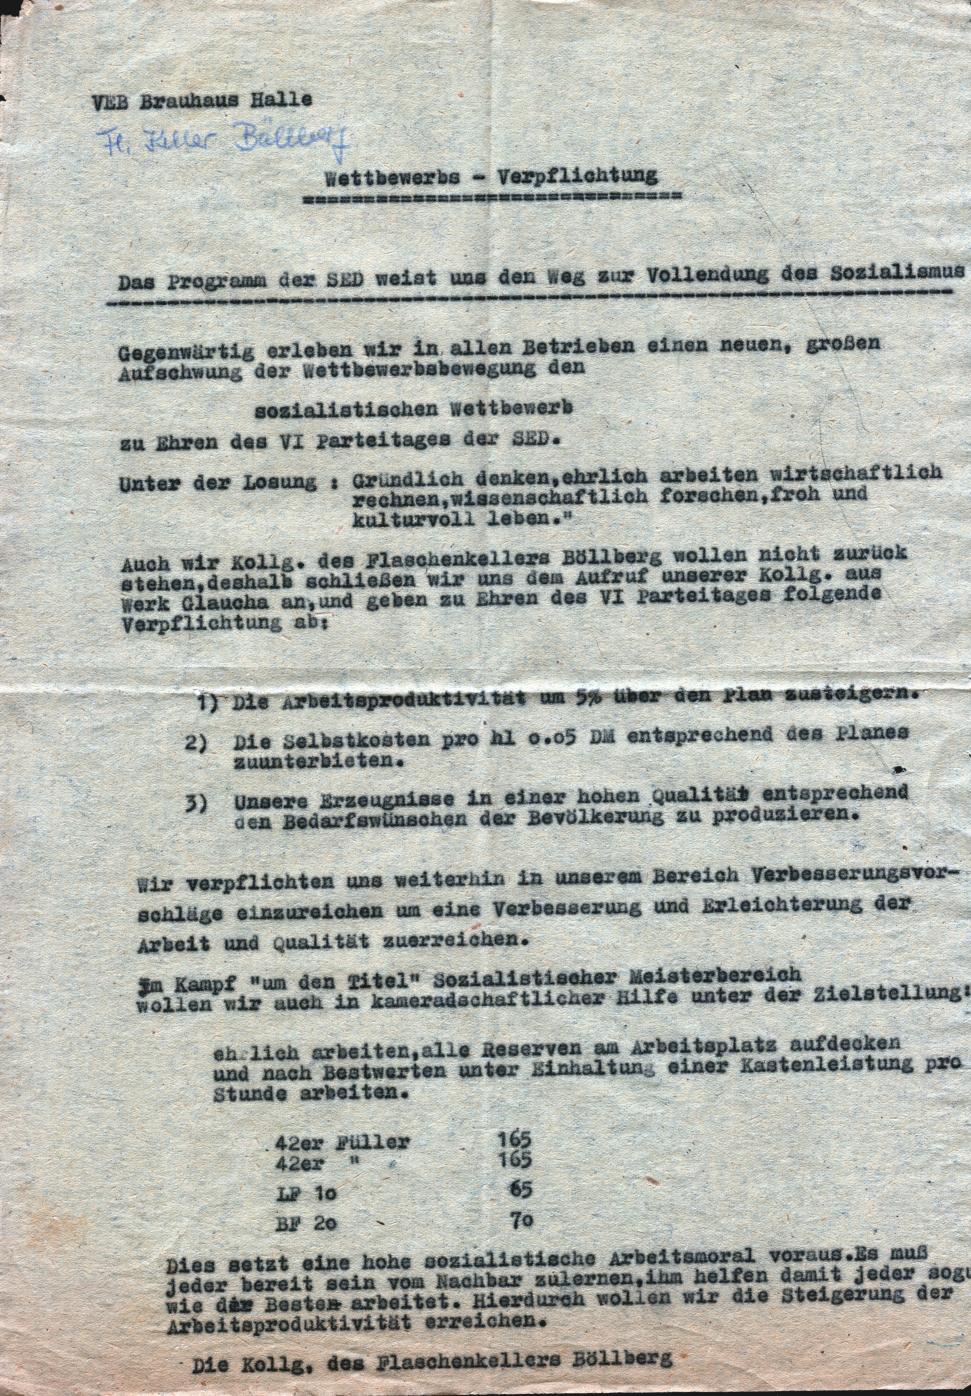 VEB Brauhaus Halle
Fl. Keller Böllberg
Wettbewerbs - Verpflichtung
Das Programm der SED weist uns den Weg zur Vollendung des Sozialismus
Gegenwärtig erleben wir in allen Betrieben einen neuen, großen
Aufschwung der Wettbewerbsbewegung den
sozialistischen Wettbewerb
zu Ehren des VI Parteitages der SED.
Unter der Losung : Gründlich denken,ehrlich arbeiten wirtschaftlich
rechnen,wissenschaftlich forschen,froh und
kulturvoll leben."
Auch wir Kollg. des Flaschenkellers Böllberg wollen nicht zurück
stehen,deshalb schließen wir uns dem Aufruf unserer Kollg. aus
Werk Glaucha an,und geben zu Ehren des VI Parteitages folgende
Verpflichtung ab:
1) Die Arbeitsproduktivität um 5% über den Plan zusteigern.
2) Die Selbstkosten pro hl o.o5 DM entsprechend des Planes
zuunterbieten.
3) Unsere Erzeugnisse in einer hohen Qualität entsprechend
den Bedarfswünschen der Bevölkerung zu produzieren.
Wir verpflichten uns weiterhin in unserem Bereich Verbesserungsvor-
schläge einzureichen um eine Verbesserung und Erleichterung der
Arbeit und Qualität zuerreichen.
Im Kampf "um den Titel" Sozialistischer Meisterbereich
wollen wir auch in kameradschaftlicher Hilfe unter der Zielstellung:
ehrlich arbeiten,alle Reserven am Arbeitsplatz aufdecken
und nach Bestwerten unter Einhaltung einer Kastenleistung pro
Stunde arbeiten.
42er Füller 165
42er " 165
LF 1o 65
BF 2o 7o
Dies setzt eine hohe sozialistische Arbeitsmoral voraus.Es muß
jeder bereit sein vom Nachbar zulernen,ihm helfen damit jeder sogu
wie der Beste arbeitet. Hierdurch wollen wir die Steigerung der
Arbeitsproduktivität erreichen.
Die Kollg. des Flaschenkellers Böllberg